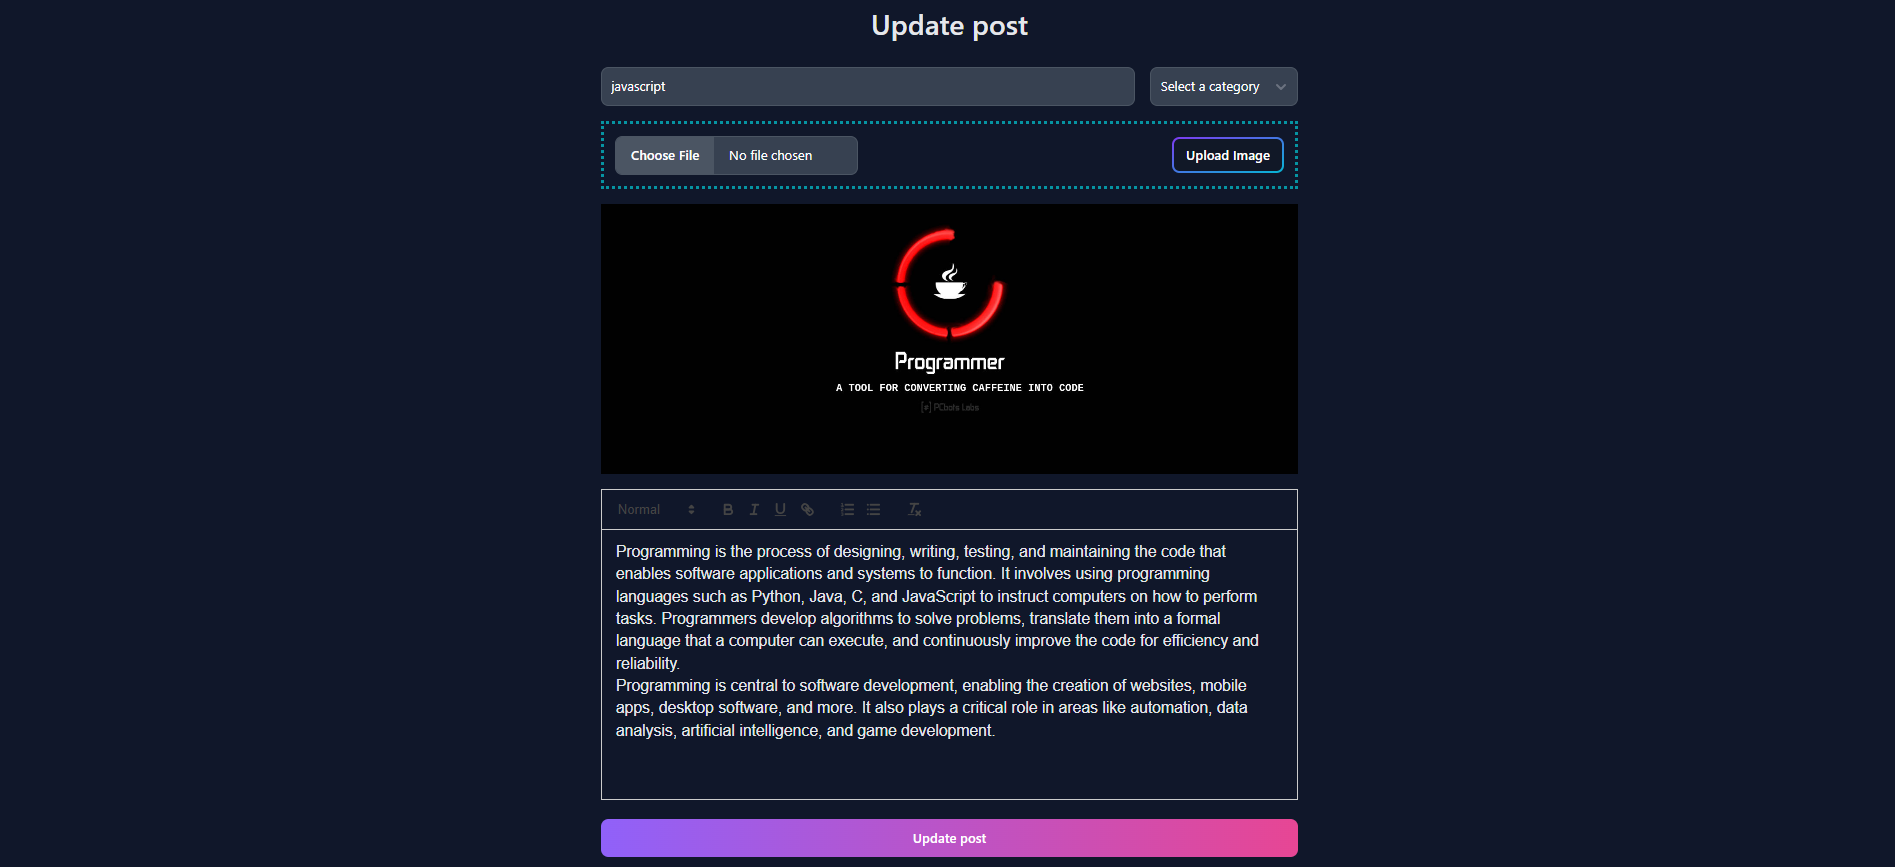 Update post
javascript
Select a category
Choose File
No file chosen
Upload Image
Programmer
A TOOL FOR CONVERTING CAFFEINE INTO CODE
[#] PCbots Labs
Normal
Programming is the process of designing, writing, testing, and maintaining the code that
enables software applications and systems to function. It involves using programming
languages such as Python, Java, C, and JavaScript to instruct computers on how to perform
tasks. Programmers develop algorithms to solve problems, translate them into a formal
language that a computer can execute, and continuously improve the code for efficiency and
reliability.
Programming is central to software development, enabling the creation of websites, mobile
apps, desktop software, and more. It also plays a critical role in areas like automation, data
analysis, artificial intelligence, and game development.
Update post